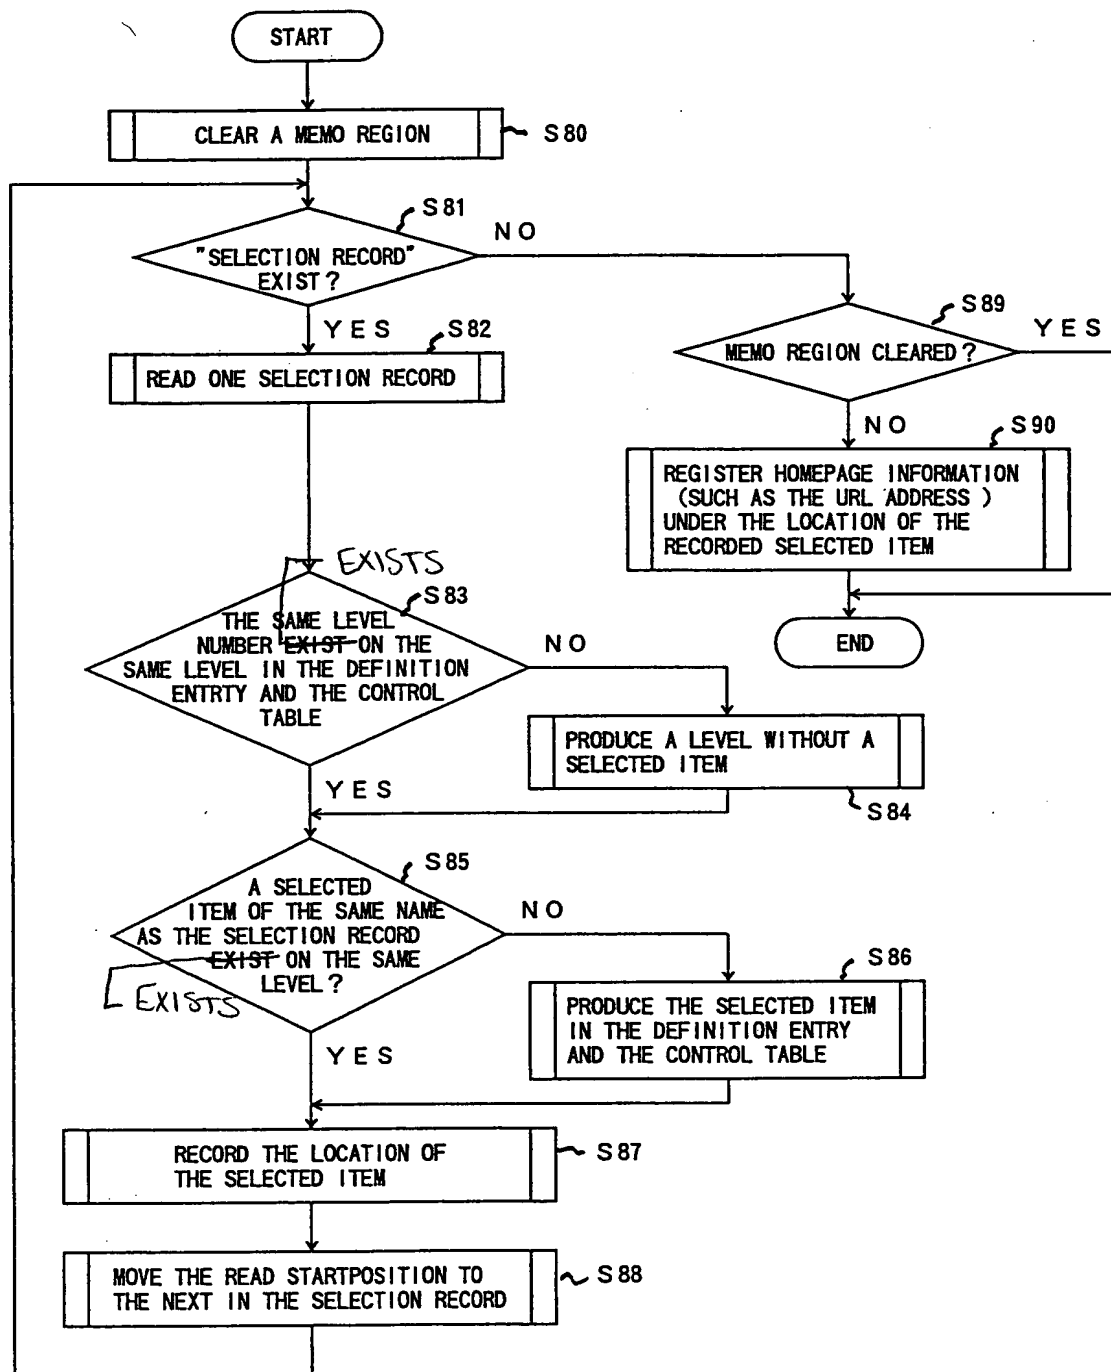 START
CLEAR A MEMO REGION
S80
S81
NO
"SELECTION RECORD"
EXIST?
YES
S82
READ ONE SELECTION RECORD
S89
YES
MEMO REGION CLEARED?
NO
S90
REGISTER HOMEPAGE INFORMATION
(SUCH AS THE URL ADDRESS )
UNDER THE LOCATION OF THE
RECORDED SELECTED ITEM
END
EXISTS
S83
THE SAME LEVEL
NUMBER EXIST ON THE
SAME LEVEL IN THE DEFINITION
ENTRTY AND THE CONTROL
TABLE
NO
PRODUCE A LEVEL WITHOUT A
SELECTED ITEM
S84
YES
S85
A SELECTED
ITEM OF THE SAME NAME
AS THE SELECTION RECORD
EXIST ON THE SAME
LEVEL?
EXISTS
NO
S86
PRODUCE THE SELECTED ITEM
IN THE DEFINITION ENTRY
AND THE CONTROL TABLE
YES
RECORD THE LOCATION OF
THE SELECTED ITEM
S87
MOVE THE READ STARTPOSITION TO
THE NEXT IN THE SELECTION RECORD
S88